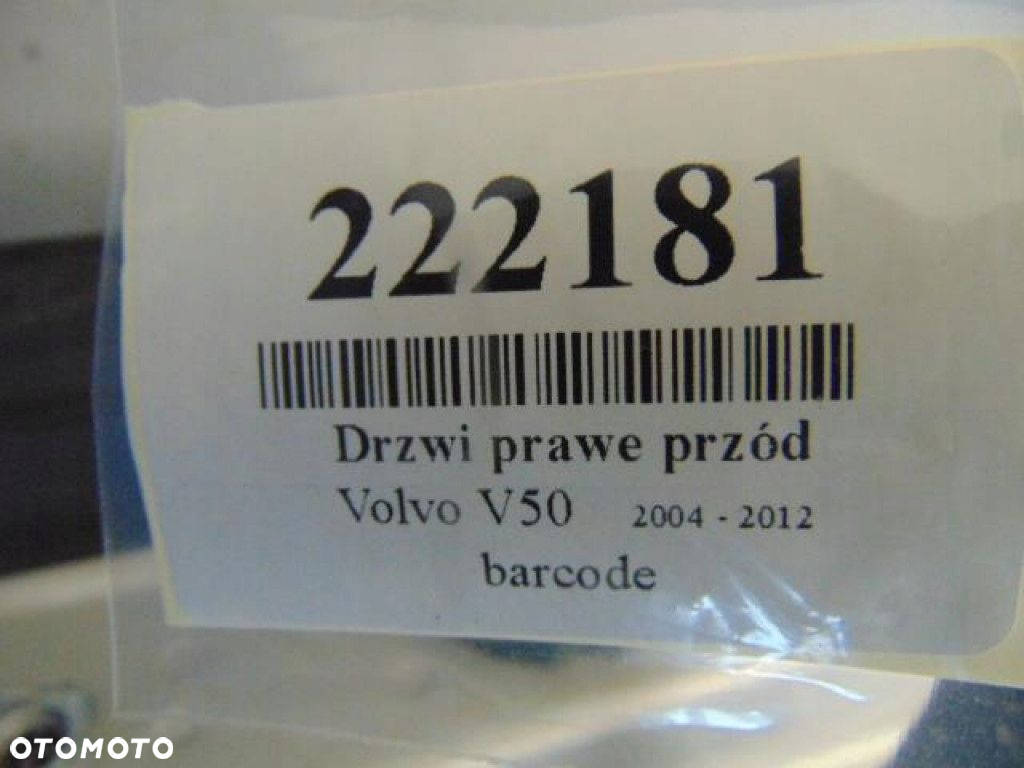 222181
Drzwi prawe przód
Volvo V50 2004 - 2012
barcode
OTOMOTO